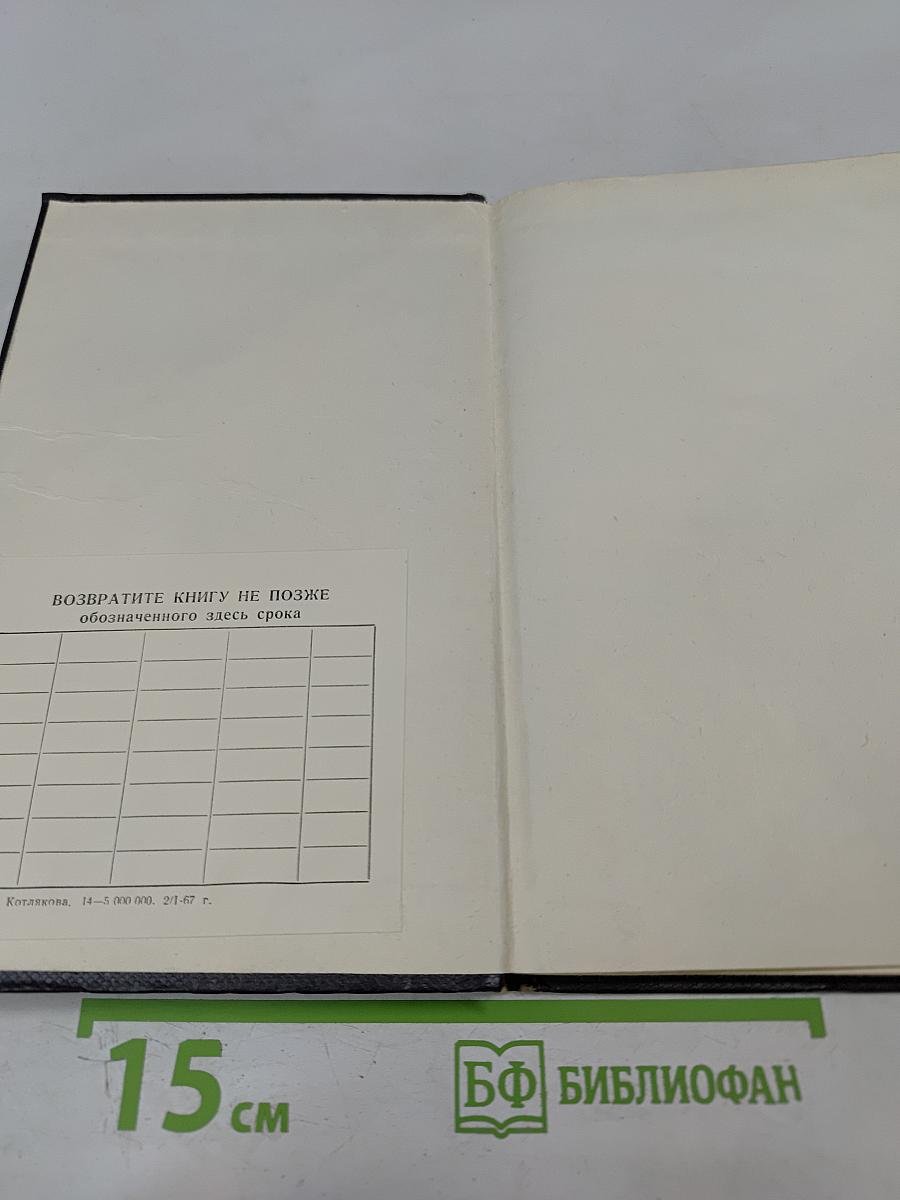 ВОЗВРАТИТЕ КНИГУ НЕ ПОЗЖЕ
обозначенного здесь срока
Котлякова. 14—5 000 000. 2/I-67 г.
15 см
БФ БИБЛИОФАН